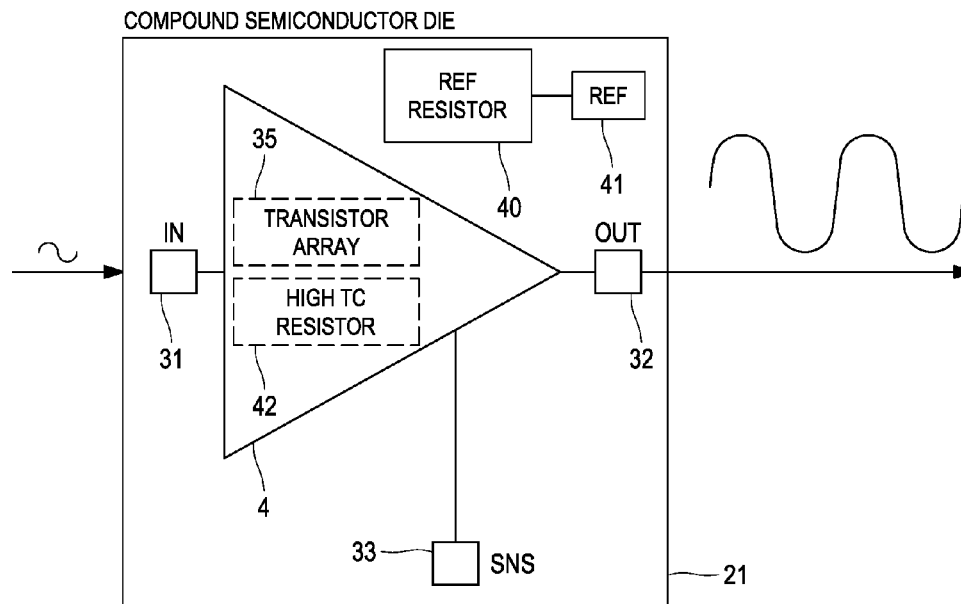 COMPOUND SEMICONDUCTOR DIE
REF
RESISTOR
REF
35
40
41
TRANSISTOR
ARRAY
IN
OUT
HIGH TC
RESISTOR
31
32
42
4
33
SNS
21